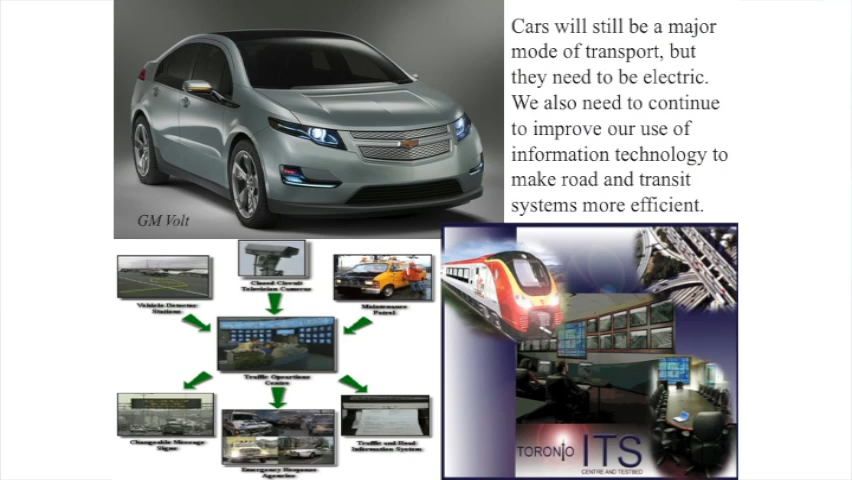 Cars will still be a major
mode of transport, but
they need to be electric.
We also need to continue
to improve our use of
information technology to
make road and transit
systems more efficient.
GM Volt
Closed Circuit
Television Cameras
Vehicle Detector
Stations
Maintenance
Patrol
Traffic Operations
Centre
Changeable Message
Signs
Emergency Response
Agencies
Traffic and Road
Information System
TORONTO ITS
CENTRE AND TESTBED